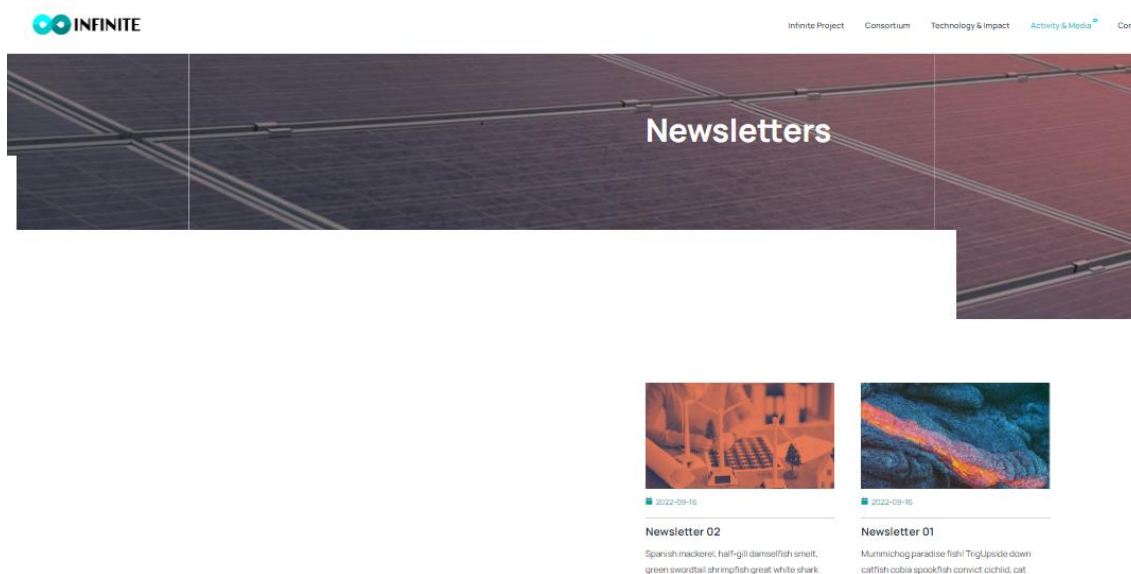 INFINITE
Infinite Project Consortium Technology & Impact Activity & Media Con
Newsletters
2022-09-16
Newsletter 02
Spanish mackerel, half-gill damselfish smelt,
green swordtail shrimpfish great white shark
2022-09-16
Newsletter 01
Mummichog paradise fish! TrigUpside down
catfish cobia spookfish convict cichlid, cat